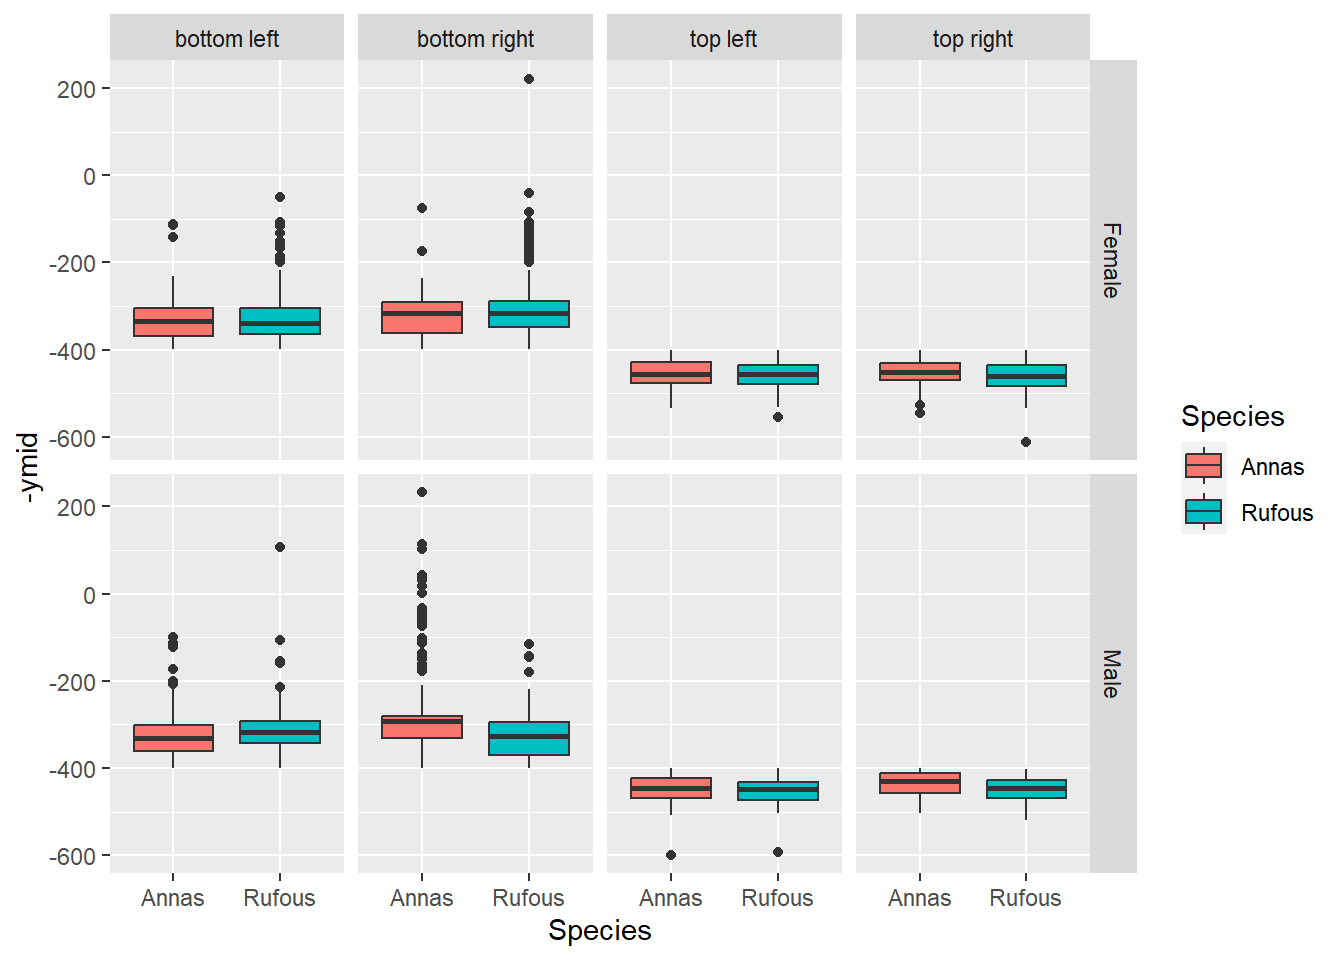 bottom left bottom right top left top right
200
0
-200
-400
-600
Female
200
0
-200
-400
-600
Male
-ymid
Annas Rufous Annas Rufous Annas Rufous Annas Rufous
Species
Species
Annas
Rufous